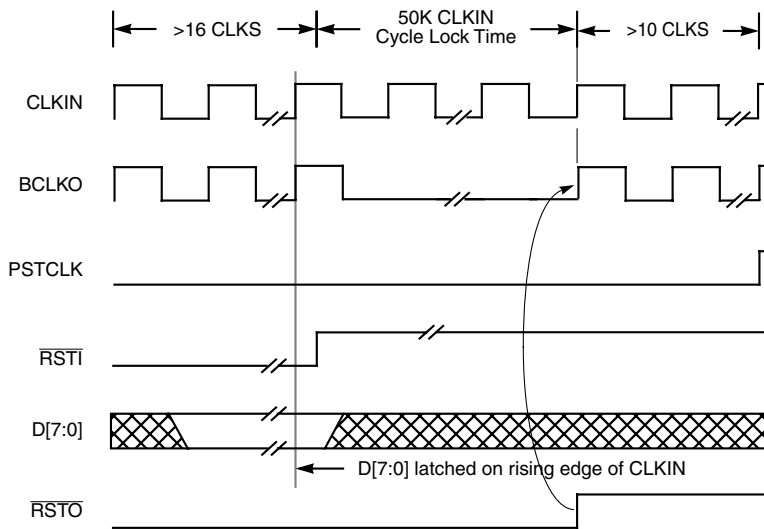 >16 CLKS
50K CLKIN
Cycle Lock Time
>10 CLKS
CLKIN
BCLKO
PSTCLK
RSTI
D[7:0]
D[7:0] latched on rising edge of CLKIN
RSTO